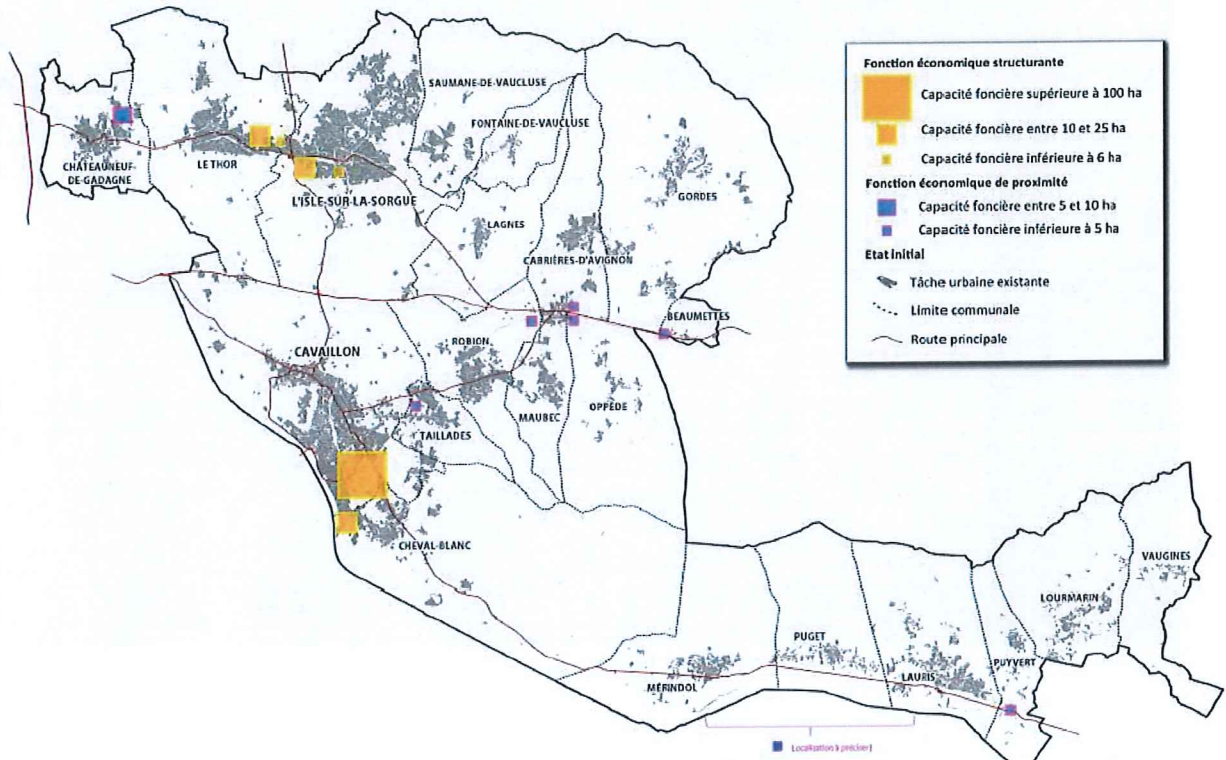 SAUMANE-DE-VAUCLUSE
FONTAINE-DE-VAUCLUSE
CHÂTEAUNEUF-
DE-GADAGNE
LE THOR
L'ISLE-SUR-LA-SORGUE
GORDES
LAGNES
CABRIÈRES-D'AVIGNON
BEAUMETTES
CAVAILLON
ROBION
MAUBEC
OPPÈDE
TAILLADES
CHEVAL-BLANC
VAUGINES
LOURMARIN
PUGET
PUYVERT
LAURIS
MÉRINDOL
Localisation à préciser
Fonction économique structurante
Capacité foncière supérieure à 100 ha
Capacité foncière entre 10 et 25 ha
Capacité foncière inférieure à 6 ha
Fonction économique de proximité
Capacité foncière entre 5 et 10 ha
Capacité foncière inférieure à 5 ha
Etat initial
Tâche urbaine existante
Limite communale
Route principale